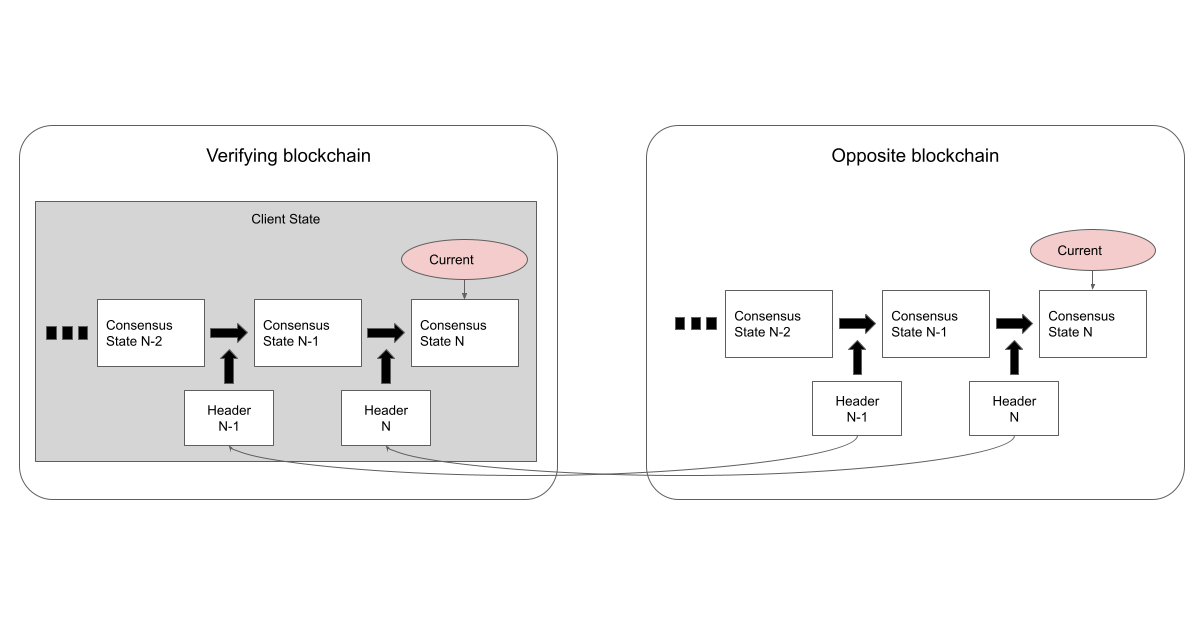 Verifying blockchain
Client State
Current
Consensus
State N-2
Consensus
State N-1
Consensus
State N
Header
N-1
Header
N
Opposite blockchain
Current
Consensus
State N-2
Consensus
State N-1
Consensus
State N
Header
N-1
Header
N